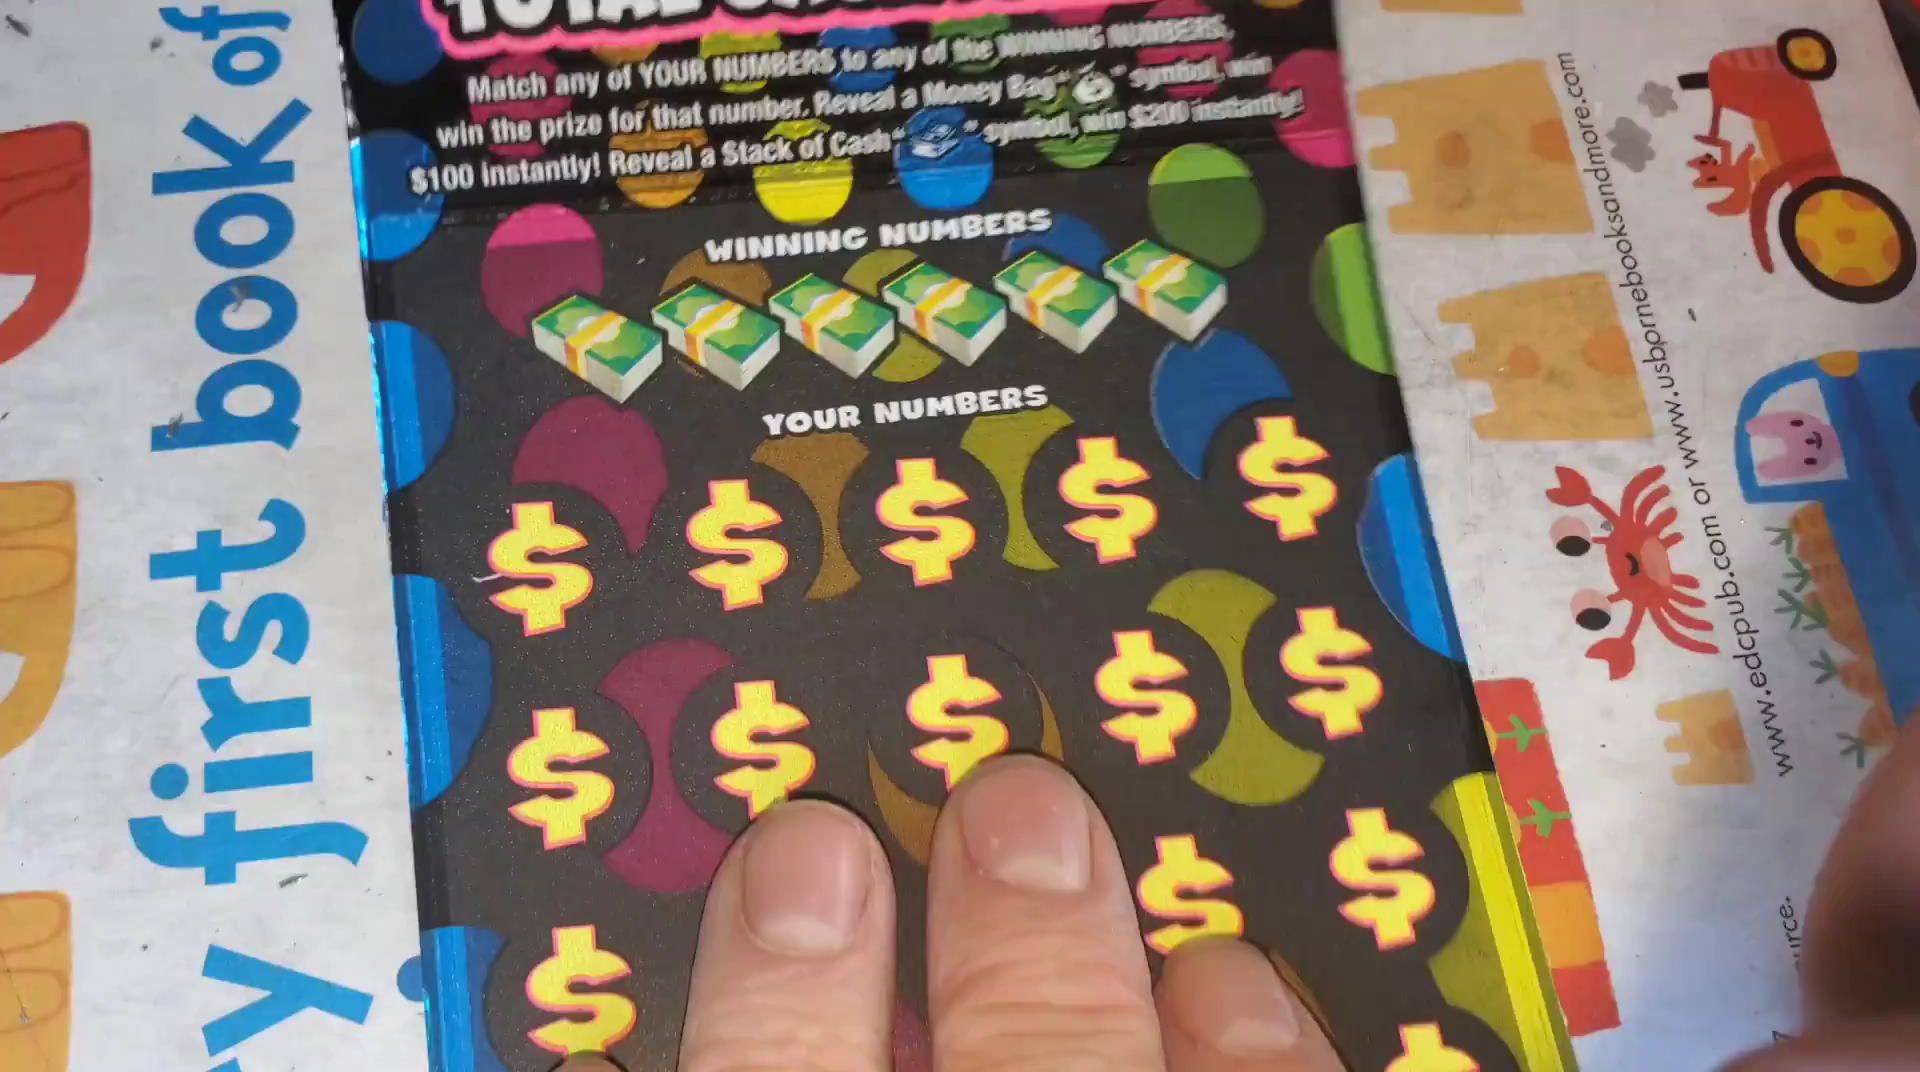 TOTAL
Match any of YOUR NUMBERS to any of the WINNING NUMBERS,
win the prize for that number. Reveal a Money Bag " " symbol, win
$100 instantly! Reveal a Stack of Cash " " symbol, win $200 instantly!
WINNING NUMBERS
YOUR NUMBERS
$ $ $ $ $
$ $ $ $ $
$ $ $
$
first book of
www.edcpub.com or www.usbornebooksandmore.com